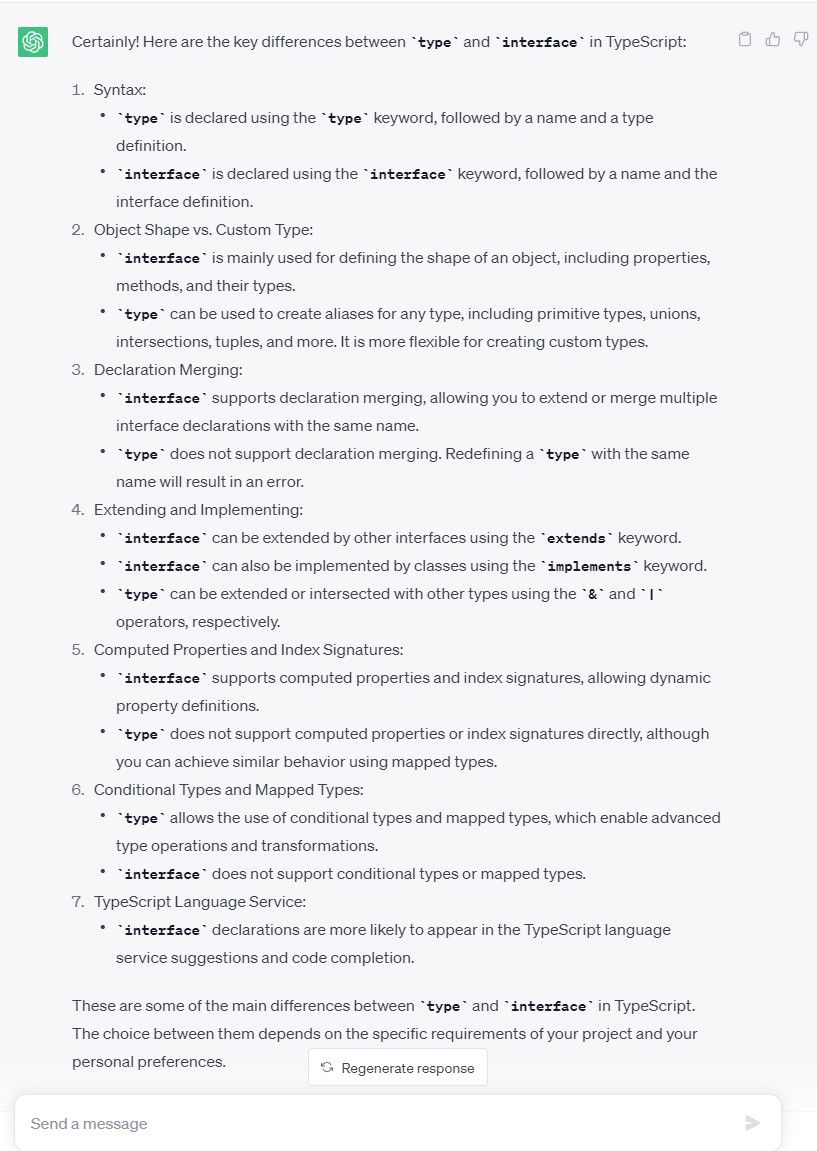 Certainly! Here are the key differences between `type` and `interface` in TypeScript:
1. Syntax:
• `type` is declared using the `type` keyword, followed by a name and a type
definition.
• `interface` is declared using the `interface` keyword, followed by a name and the
interface definition.
2. Object Shape vs. Custom Type:
• `interface` is mainly used for defining the shape of an object, including properties,
methods, and their types.
• `type` can be used to create aliases for any type, including primitive types, unions,
intersections, tuples, and more. It is more flexible for creating custom types.
3. Declaration Merging:
• `interface` supports declaration merging, allowing you to extend or merge multiple
interface declarations with the same name.
• `type` does not support declaration merging. Redefining a `type` with the same
name will result in an error.
4. Extending and Implementing:
• `interface` can be extended by other interfaces using the `extends` keyword.
• `interface` can also be implemented by classes using the `implements` keyword.
• `type` can be extended or intersected with other types using the `&` and `|`
operators, respectively.
5. Computed Properties and Index Signatures:
• `interface` supports computed properties and index signatures, allowing dynamic
property definitions.
• `type` does not support computed properties or index signatures directly, although
you can achieve similar behavior using mapped types.
6. Conditional Types and Mapped Types:
• `type` allows the use of conditional types and mapped types, which enable advanced
type operations and transformations.
• `interface` does not support conditional types or mapped types.
7. TypeScript Language Service:
• `interface` declarations are more likely to appear in the TypeScript language
service suggestions and code completion.
These are some of the main differences between `type` and `interface` in TypeScript.
The choice between them depends on the specific requirements of your project and your
personal preferences.
Regenerate response
Send a message